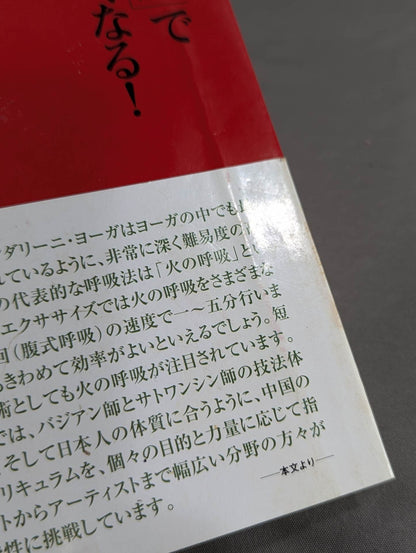 」で
なる!
ダリーニ・ヨーガはヨーガの中でも
れているように、非常に深く難易度の
の代表的な呼吸法は「火の呼吸」と
エクササイズでは火の呼吸をさまざまな
回(腹式呼吸)の速度で一〜五分行いま
きわめて効率がよいといえるでしょう。短
術としても火の呼吸が注目されています。
では、バジアン師とサトワンシン師の技法体
、そして日本人の体質に合うように、中国の
リキュラムを、個々の目的と力量に応じて指
トからアーティストまで幅広い分野の方々が
性に挑戦しています。
―本文より―